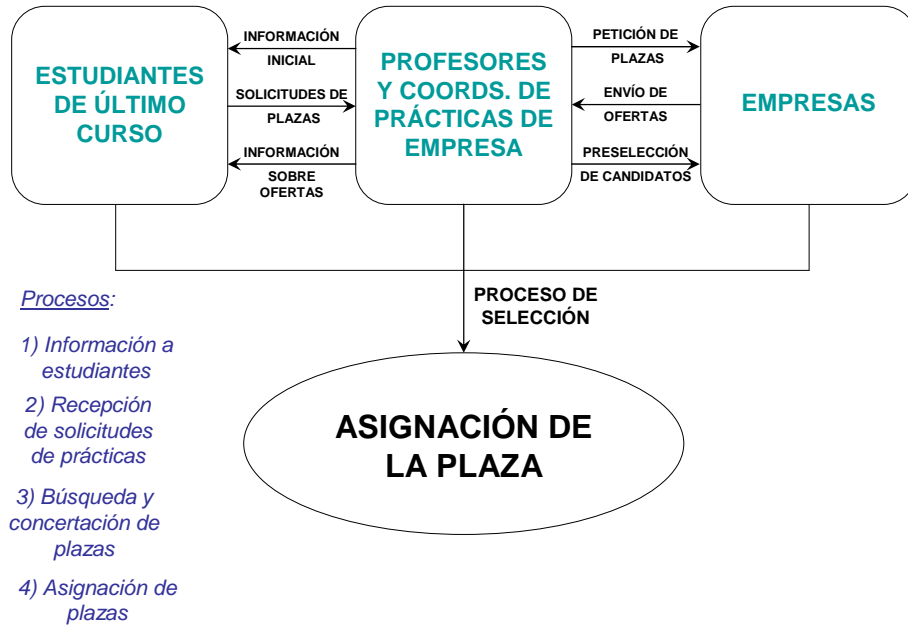 ESTUDIANTES
DE ÚLTIMO
CURSO
INFORMACIÓN
INICIAL
SOLICITUDES DE
PLAZAS
INFORMACIÓN
SOBRE
OFERTAS
PROFESORES
Y COORDS. DE
PRÁCTICAS DE
EMPRESA
PETICIÓN DE
PLAZAS
ENVÍO DE
OFERTAS
PRESELECCIÓN
DE CANDIDATOS
EMPRESAS
PROCESO DE
SELECCIÓN
ASIGNACIÓN DE
LA PLAZA
Procesos:
1) Información a
estudiantes
2) Recepción
de solicitudes
de prácticas
3) Búsqueda y
concertación de
plazas
4) Asignación de
plazas